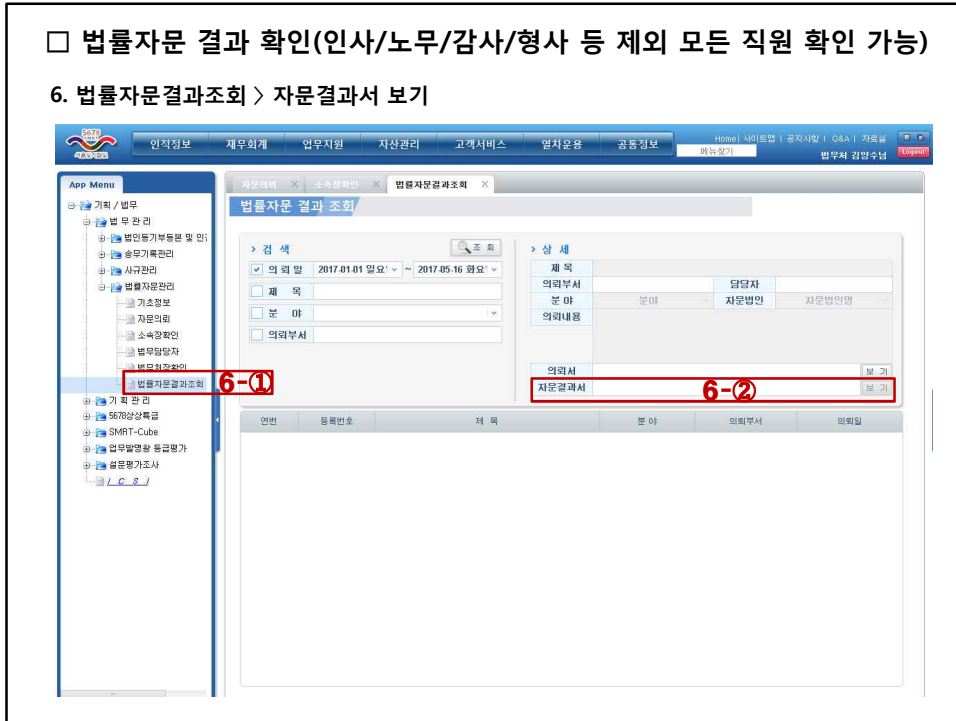 □ 법률자문 결과 확인(인사/노무/감사/형사 등 제외 모든 직원 확인 가능)
6. 법률자문결과조회 〉 자문결과서 보기
5678
서울도시철도
인적정보 재무회계 업무지원 자산관리 고객서비스 열차운용 공통정보
Home| 사이트맵 | 공지사항 | Q&A | 자료실
메뉴찾기 법무처 김양수님 Logout
App Menu
기획 / 법무
법 무 관 리
법인등기부등본 및 인
송무기록관리
사규관리
법률자문관리
기초정보
자문의뢰
소속장확인
법무담당자
법무처장확인
법률자문결과조회
기 획 관 리
5678상상특급
SMRT-Cube
업무발명왕 등급평가
설문평가조사
I C S I
6-①
자문의뢰 × 소속장확인 × 법률자문결과조회 ×
법률자문 결과 조회
> 검 색 조 회
의 뢰 일 2017-01-01 일요 ~ 2017-05-16 화요
제 목
분 야
의뢰부서
> 상 세
제 목
의뢰부서 담당자
분 야 분야 자문법인 자문법인명
의뢰내용
의뢰서 보 기
자문결과서 6-② 보 기
연번 등록번호 제 목 분 야 의뢰부서 의뢰일